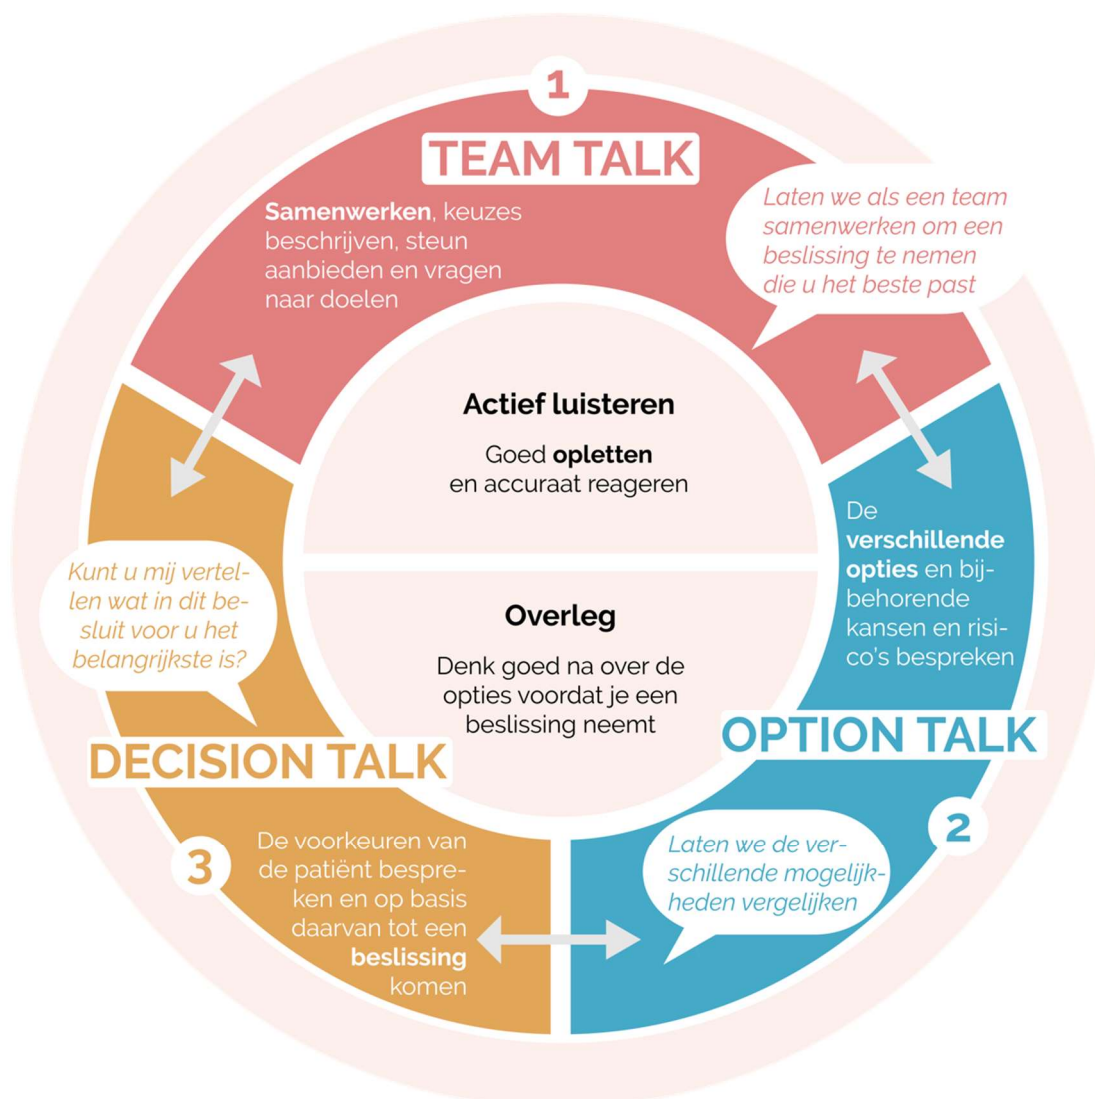 1
TEAM TALK
Samenwerken, keuzes
beschrijven, steun
aanbieden en vragen
naar doelen
Laten we als een team
samenwerken om een
beslissing te nemen
die u het beste past
Actief luisteren
Goed opletten
en accuraat reageren
Overleg
Denk goed na over de
opties voordat je een
beslissing neemt
De
verschillende
opties en bij-
behorende
kansen en risi-
co's bespreken
OPTION TALK
2
Laten we de ver-
schillende mogelijk-
heden vergelijken
Kunt u mij vertel-
len wat in dit be-
sluit voor u het
belangrijkste is?
DECISION TALK
3
De voorkeuren van
de patiënt bespre-
ken en op basis
daarvan tot een
beslissing
komen